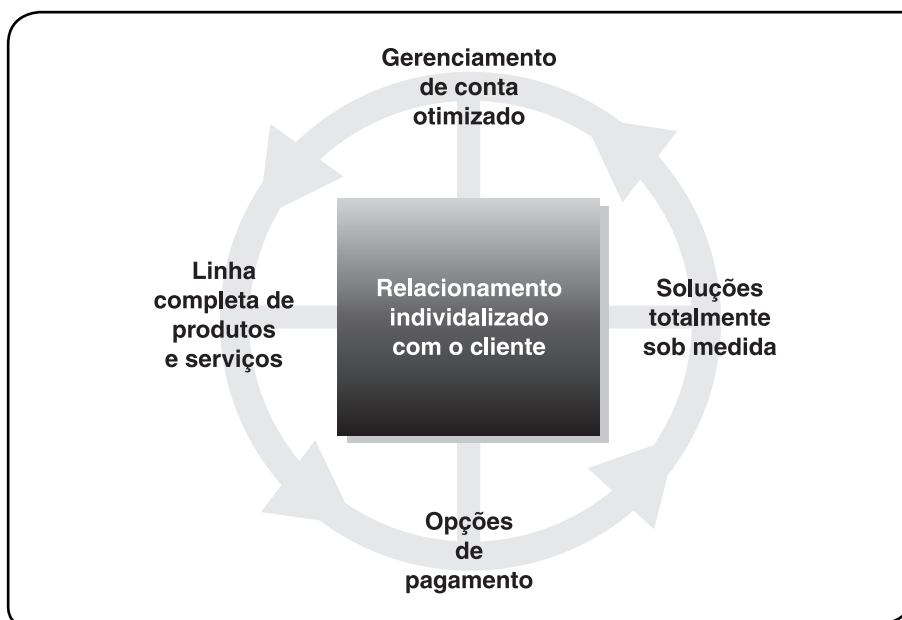 Gerenciamento
de conta
otimizado
Linha
completa de
produtos
e serviços
Relacionamento
individalizado
com o cliente
Soluções
totalmente
sob medida
Opções
de
pagamento